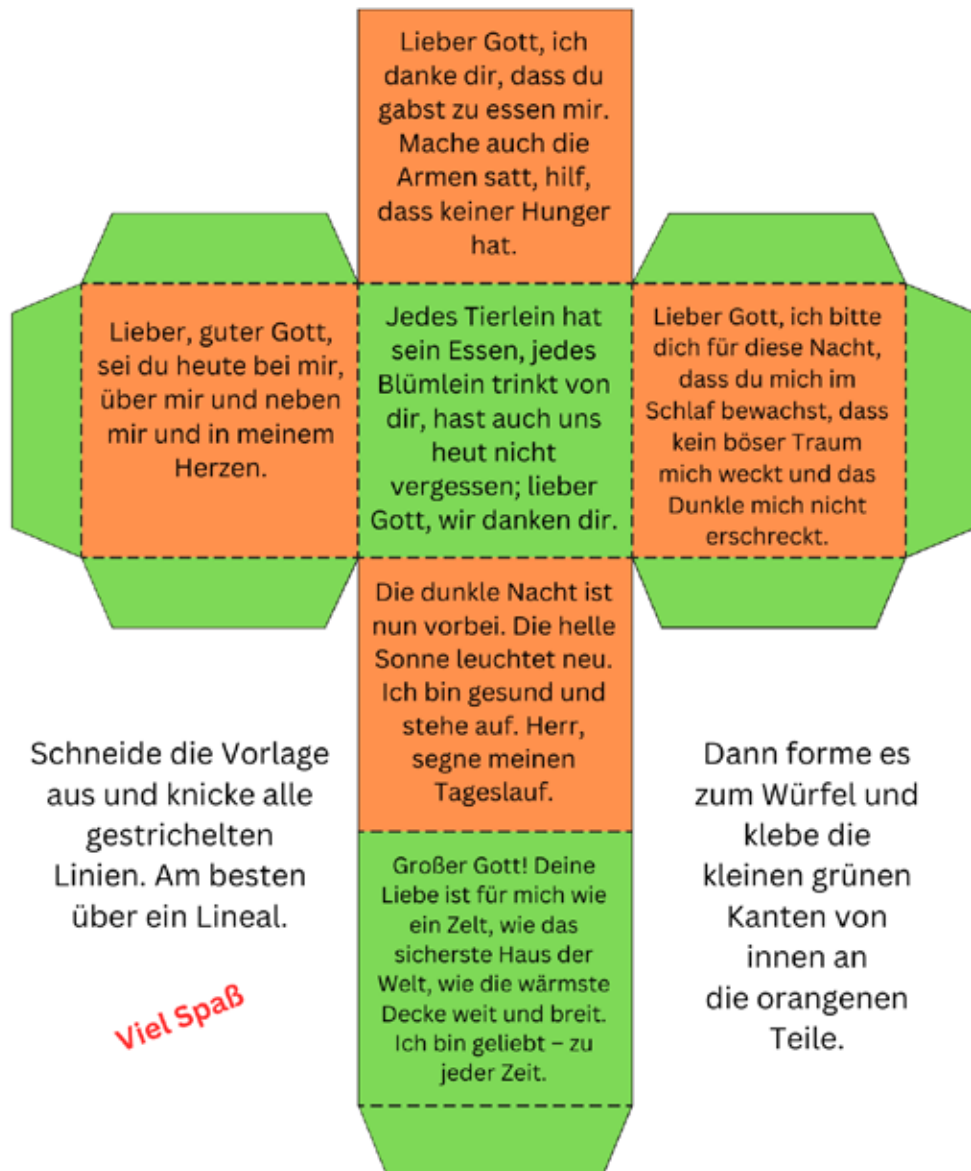 Lieber Gott, ich
danke dir, dass du
gabst zu essen mir.
Mache auch die
Armen satt, hilf,
dass keiner Hunger
hat.
Lieber, guter Gott,
sei du heute bei mir,
über mir und neben
mir und in meinem
Herzen.
Jedes Tierlein hat
sein Essen, jedes
Blümlein trinkt von
dir, hast auch uns
heut nicht
vergessen; lieber
Gott, wir danken dir.
Lieber Gott, ich bitte
dich für diese Nacht,
dass du mich im
Schlaf bewachst, dass
kein böser Traum
mich weckt und das
Dunkle mich nicht
erschreckt.
Die dunkle Nacht ist
nun vorbei. Die helle
Sonne leuchtet neu.
Ich bin gesund und
stehe auf. Herr,
segne meinen
Tageslauf.
Großer Gott! Deine
Liebe ist für mich wie
ein Zelt, wie das
sicherste Haus der
Welt, wie die wärmste
Decke weit und breit.
Ich bin geliebt – zu
jeder Zeit.
Schneide die Vorlage
aus und knicke alle
gestrichelten
Linien. Am besten
über ein Lineal.
Viel Spaß
Dann forme es
zum Würfel und
klebe die
kleinen grünen
Kanten von
innen an
die orangenen
Teile.